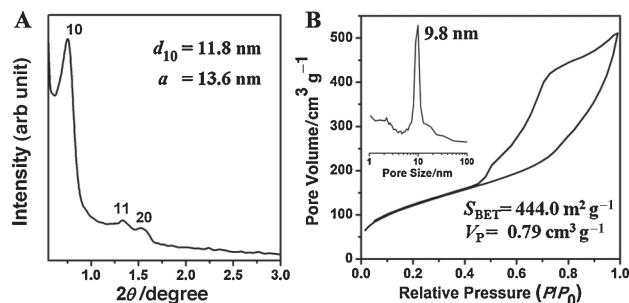 A
10
d10 = 11.8 nm
a = 13.6 nm
11
20
Intensity (arb unit)
1.0 1.5 2.0 2.5 3.0
2θ /degree
B
500
400
300
200
100
0
Pore Volume/cm3 g−1
9.8 nm
1 10 100
Pore Size/nm
SBET= 444.0 m2 g−1
VP= 0.79 cm3 g−1
0.0 0.2 0.4 0.6 0.8 1.0
Relative Pressure (P/P0)